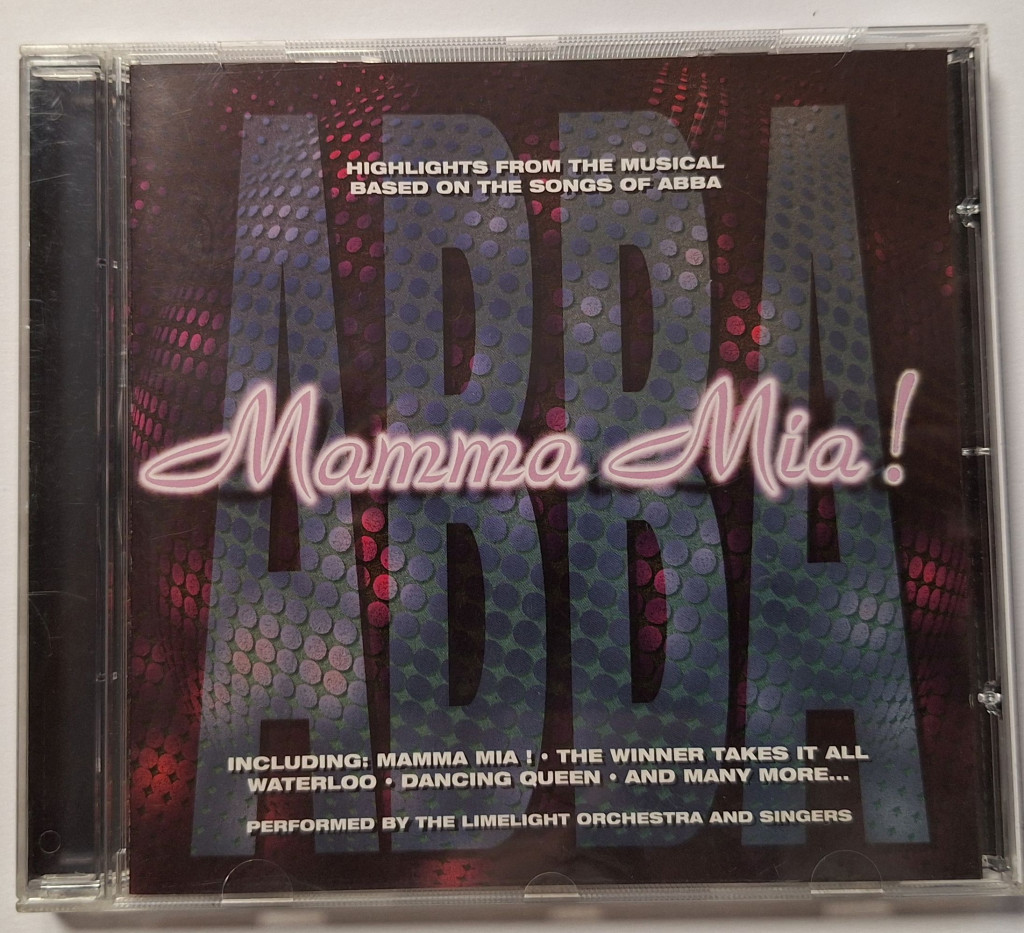 ABBA
HIGHLIGHTS FROM THE MUSICAL
BASED ON THE SONGS OF ABBA
Mamma Mia !
INCLUDING: MAMMA MIA ! • THE WINNER TAKES IT ALL
WATERLOO • DANCING QUEEN • AND MANY MORE...
PERFORMED BY THE LIMELIGHT ORCHESTRA AND SINGERS